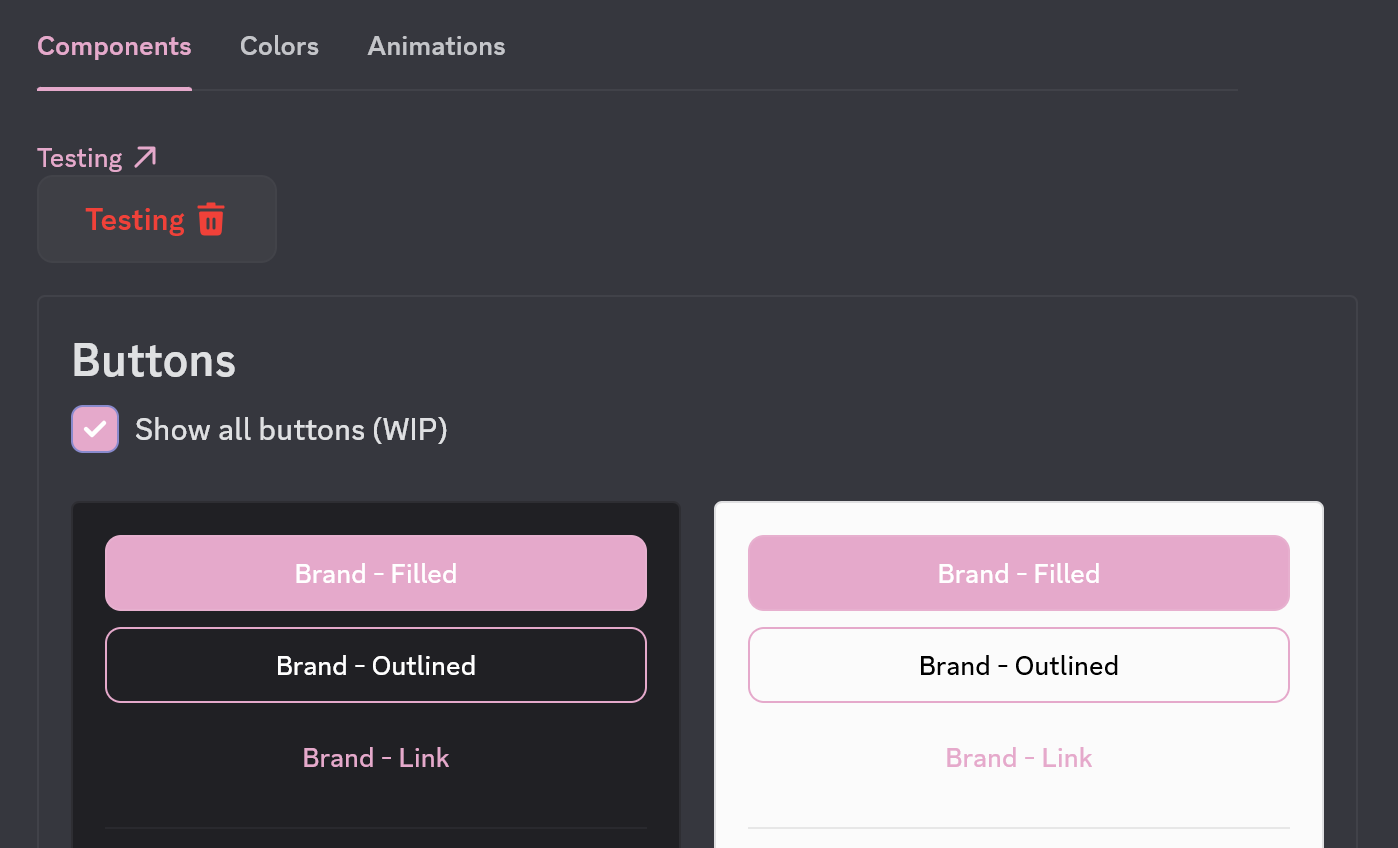 Components Colors Animations
Testing
Testing
Buttons
Show all buttons (WIP)
Brand - Filled
Brand - Outlined
Brand - Link
Brand - Filled
Brand - Outlined
Brand - Link